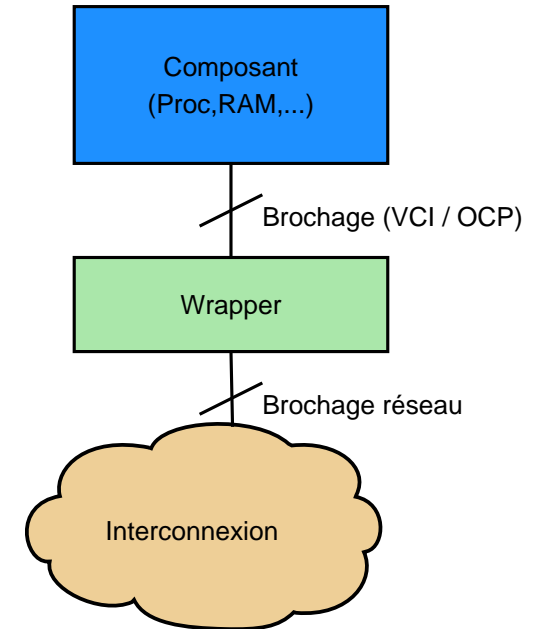 Composant
(Proc,RAM,...)
Brochage (VCI / OCP)
Wrapper
Brochage réseau
Interconnexion